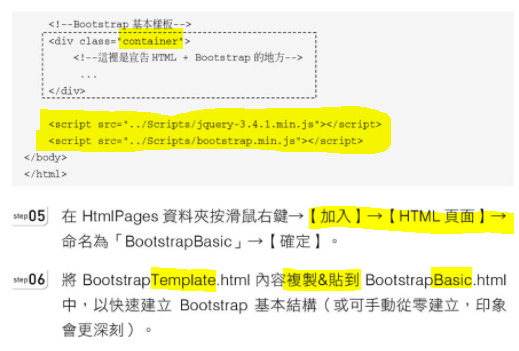 <!--Bootstrap 基本樣板-->
<div class="container">
<!--這裡是宣告 HTML + Bootstrap 的地方-->
...
</div>
<script src="../Scripts/jquery-3.4.1.min.js"></script>
<script src="../Scripts/bootstrap.min.js"></script>
</body>
</html>
step05 在 HtmlPages 資料夾按滑鼠右鍵→【加入】→【HTML 頁面】→
命名為「BootstrapBasic」→【確定】。
step06 將 BootstrapTemplate.html 內容複製&貼到 BootstrapBasic.html
中，以快速建立 Bootstrap 基本結構（或可手動從零建立，印象
會更深刻）。